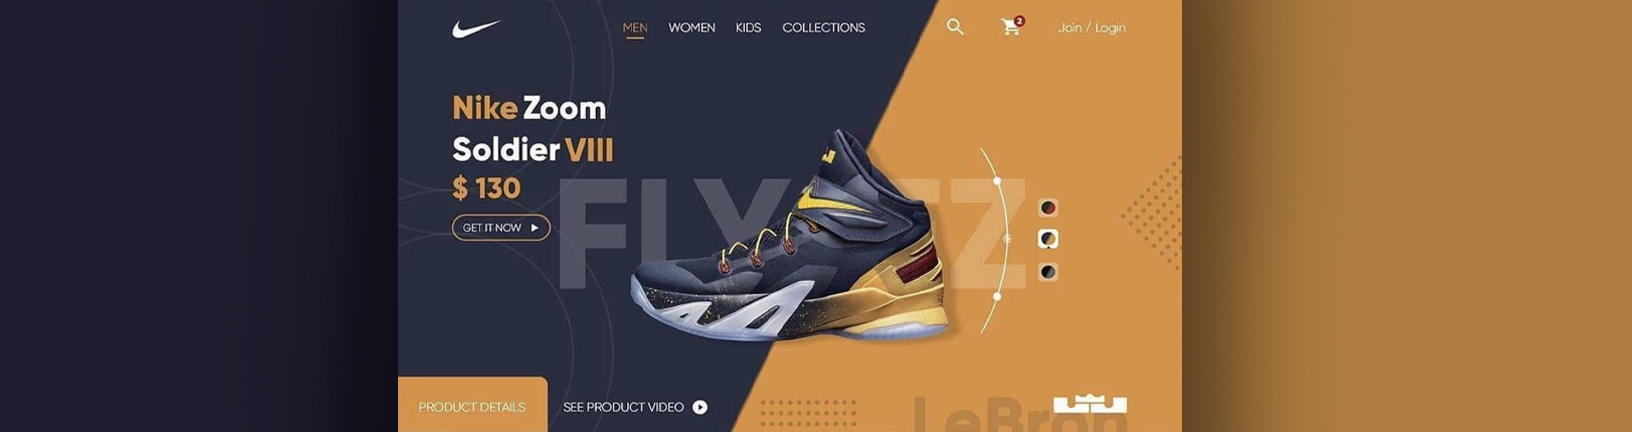 MEN WOMEN KIDS COLLECTIONS 2 Join / Login
Nike Zoom
Soldier VIII
$ 130
GET IT NOW
PRODUCT DETAILS
SEE PRODUCT VIDEO
LeBron